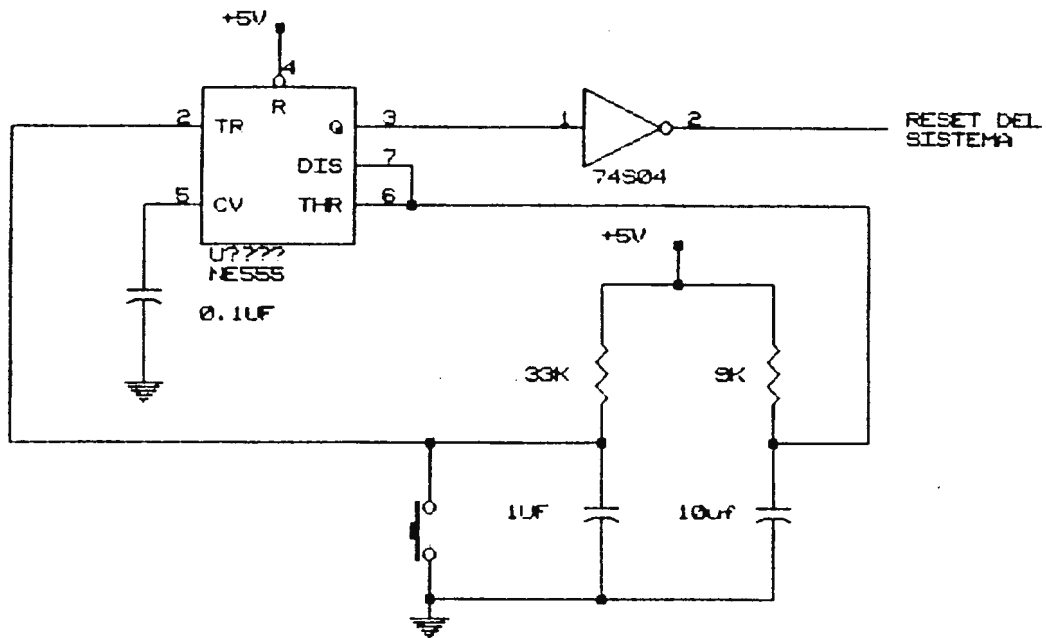 +5V
4
R
2
TR
Q
3
1
2
RESET DEL
SISTEMA
DIS
7
74S04
5
CV
THR
6
U????
NE555
+5V
0.1UF
33K
9K
1UF
10uf